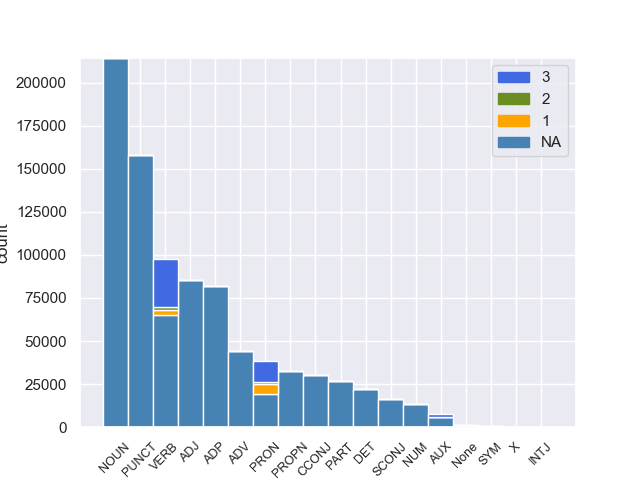 200000
175000
150000
125000
100000
75000
50000
25000
0
count
3
2
1
NA
NOUN
PUNCT
VERB
ADJ
ADP
ADV
PRON
PROPN
CCONJ
PART
DET
SCONJ
NUM
AUX
None
SYM
X
INTJ